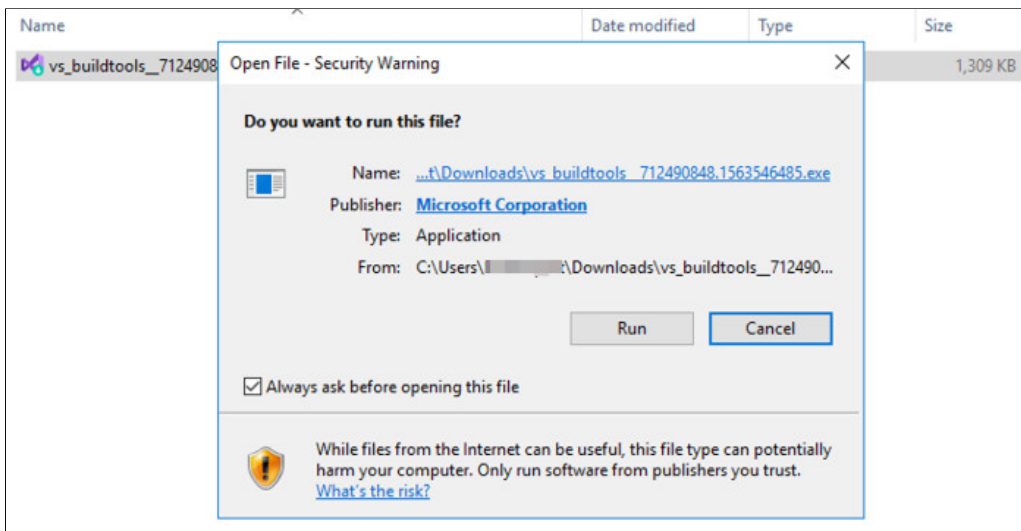 Name Date modified Type Size
vs_buildtools__7124908 1,309 KB
Open File - Security Warning
Do you want to run this file?
Name: ...t\Downloads\vs_buildtools__712490848.1563546485.exe
Publisher: Microsoft Corporation
Type: Application
From: C:\Users\ t\Downloads\vs_buildtools__712490...
Run Cancel
Always ask before opening this file
While files from the Internet can be useful, this file type can potentially
harm your computer. Only run software from publishers you trust.
What's the risk?